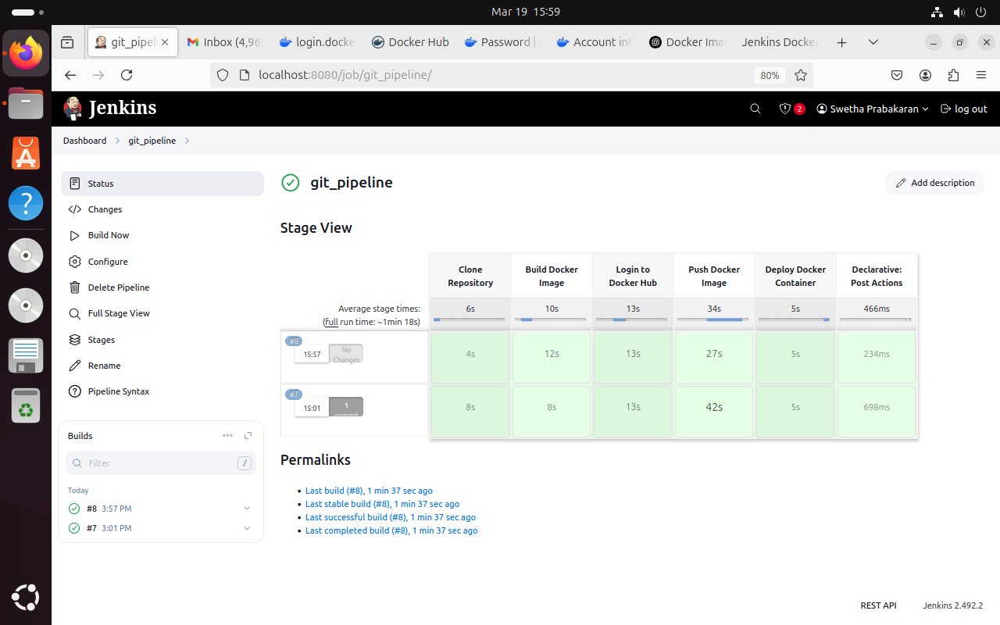 Mar 19 15:59
git_pipeli
Inbox (4,96
login.docke
Docker Hub
Password |
Account inf
Docker Ima
Jenkins Docker
localhost:8080/job/git_pipeline/
80%
Jenkins
2
Swetha Prabakaran
log out
Dashboard
git_pipeline
Status
Changes
Build Now
Configure
Delete Pipeline
Full Stage View
Stages
Rename
Pipeline Syntax
Builds
Filter
/
Today
#8 3:57 PM
#7 3:01 PM
git_pipeline
Add description
Stage View
Clone Repository
Build Docker Image
Login to Docker Hub
Push Docker Image
Deploy Docker Container
Declarative: Post Actions
Average stage times:
(full run time: ~1min 18s)
6s 10s 13s 34s 5s 466ms
#8
15:57
No Changes
4s 12s 13s 27s 5s 234ms
#7
15:01
1 commit
8s 8s 13s 42s 5s 698ms
Permalinks
Last build (#8), 1 min 37 sec ago
Last stable build (#8), 1 min 37 sec ago
Last successful build (#8), 1 min 37 sec ago
Last completed build (#8), 1 min 37 sec ago
REST API
Jenkins 2.492.2